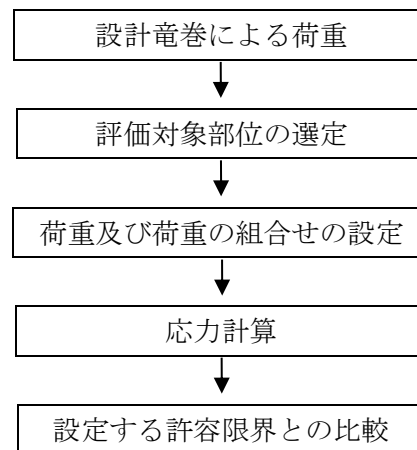 設計竜巻による荷重
評価対象部位の選定
荷重及び荷重の組合せの設定
応力計算
設定する許容限界との比較